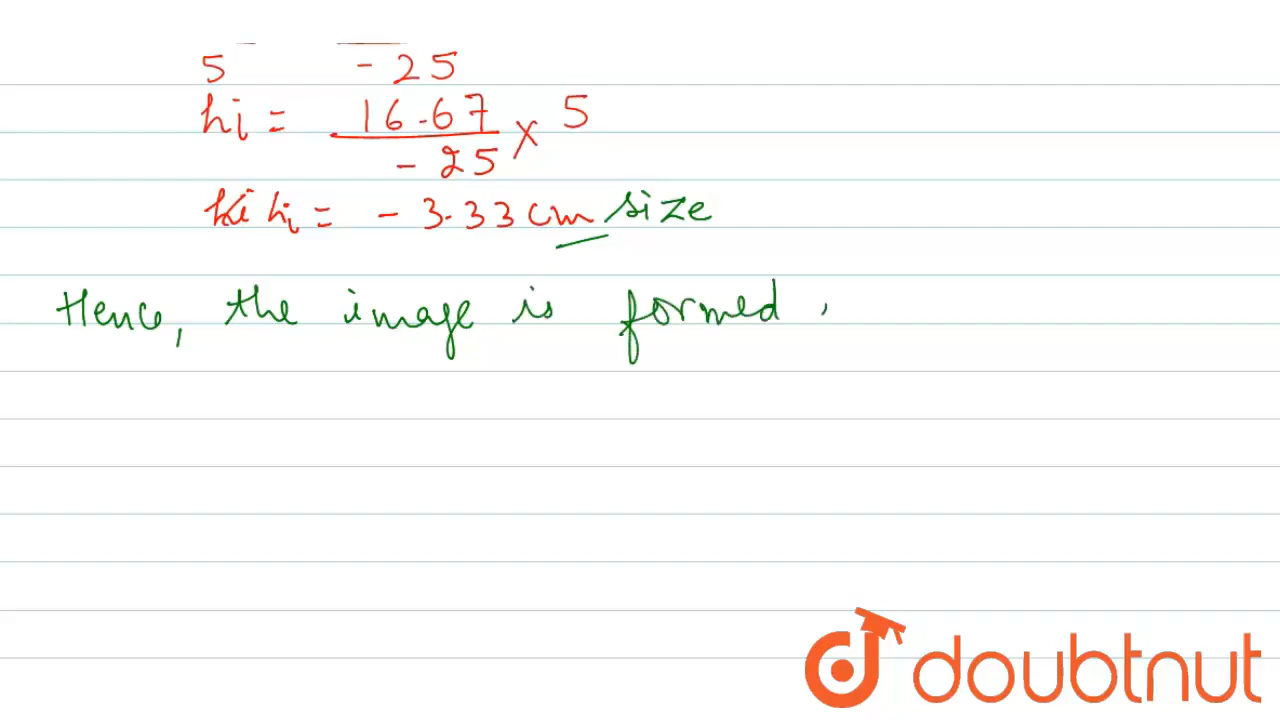 5 - 25
hi = 16.67 × 5
- 25
hi = - 3.33 cm size
Hence, the image is formed
doubtnut